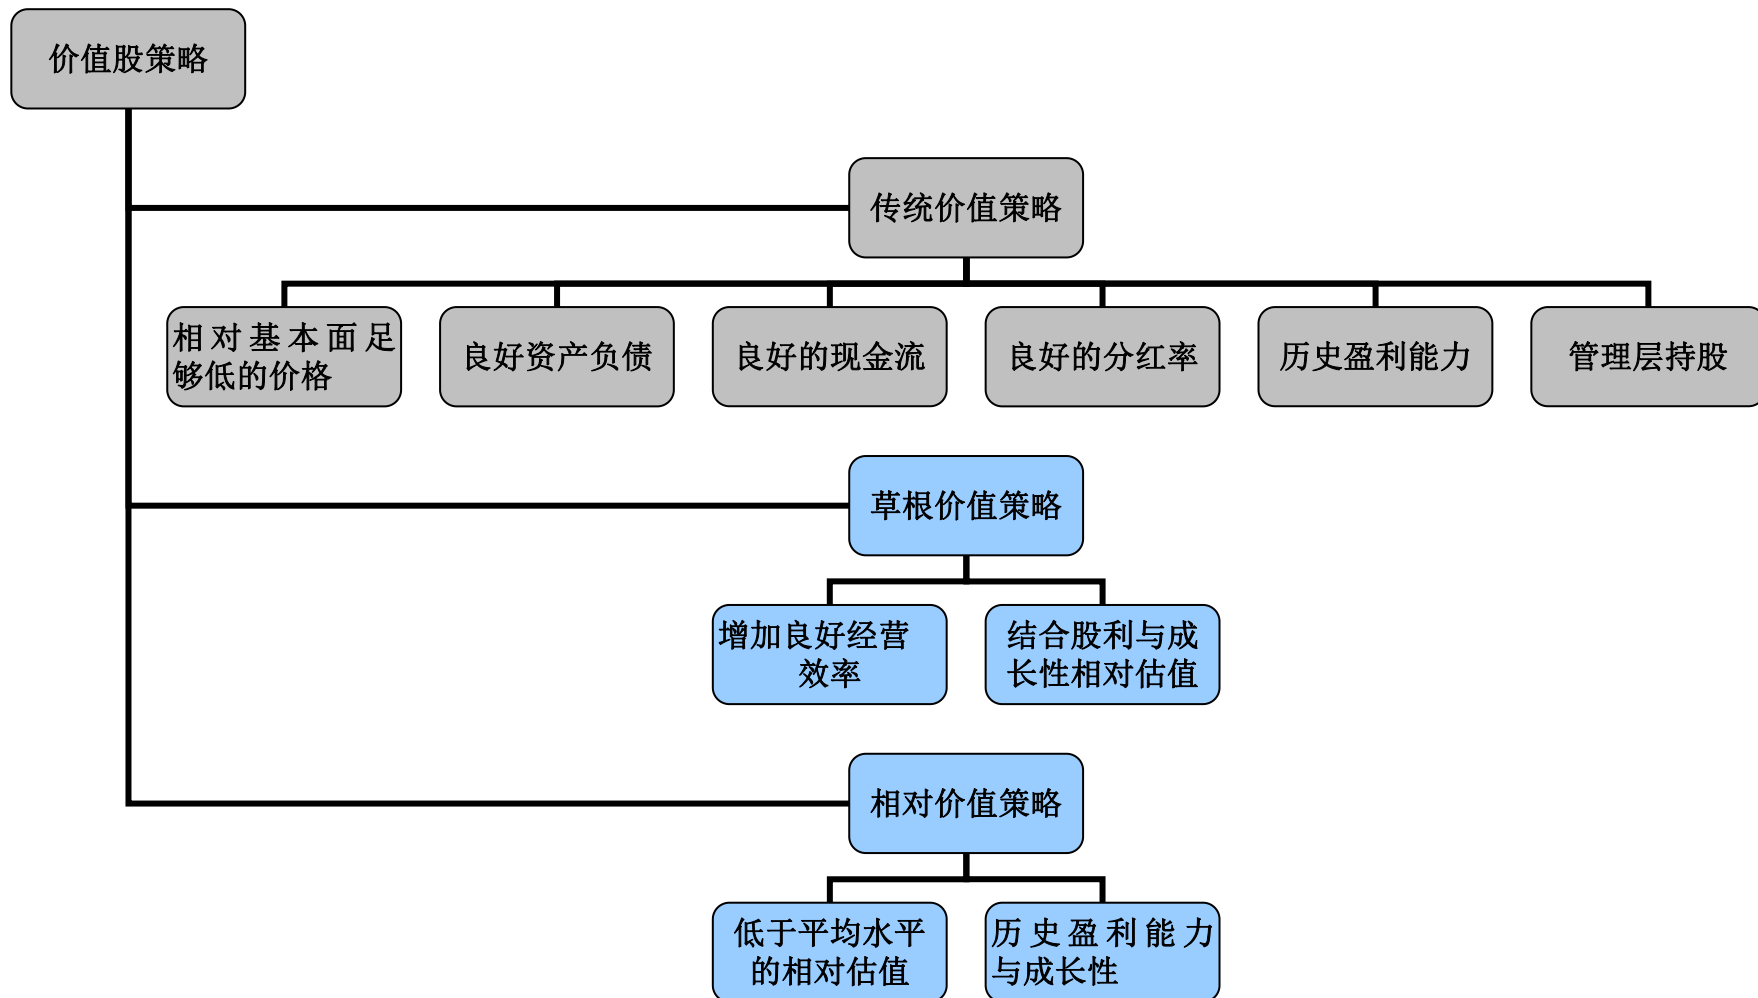 价值股策略
传统价值策略
相对基本面足
够低的价格
良好资产负债
良好的现金流
良好的分红率
历史盈利能力
管理层持股
草根价值策略
增加良好经营
效率
结合股利与成
长性相对估值
相对价值策略
低于平均水平
的相对估值
历史盈利能力
与成长性